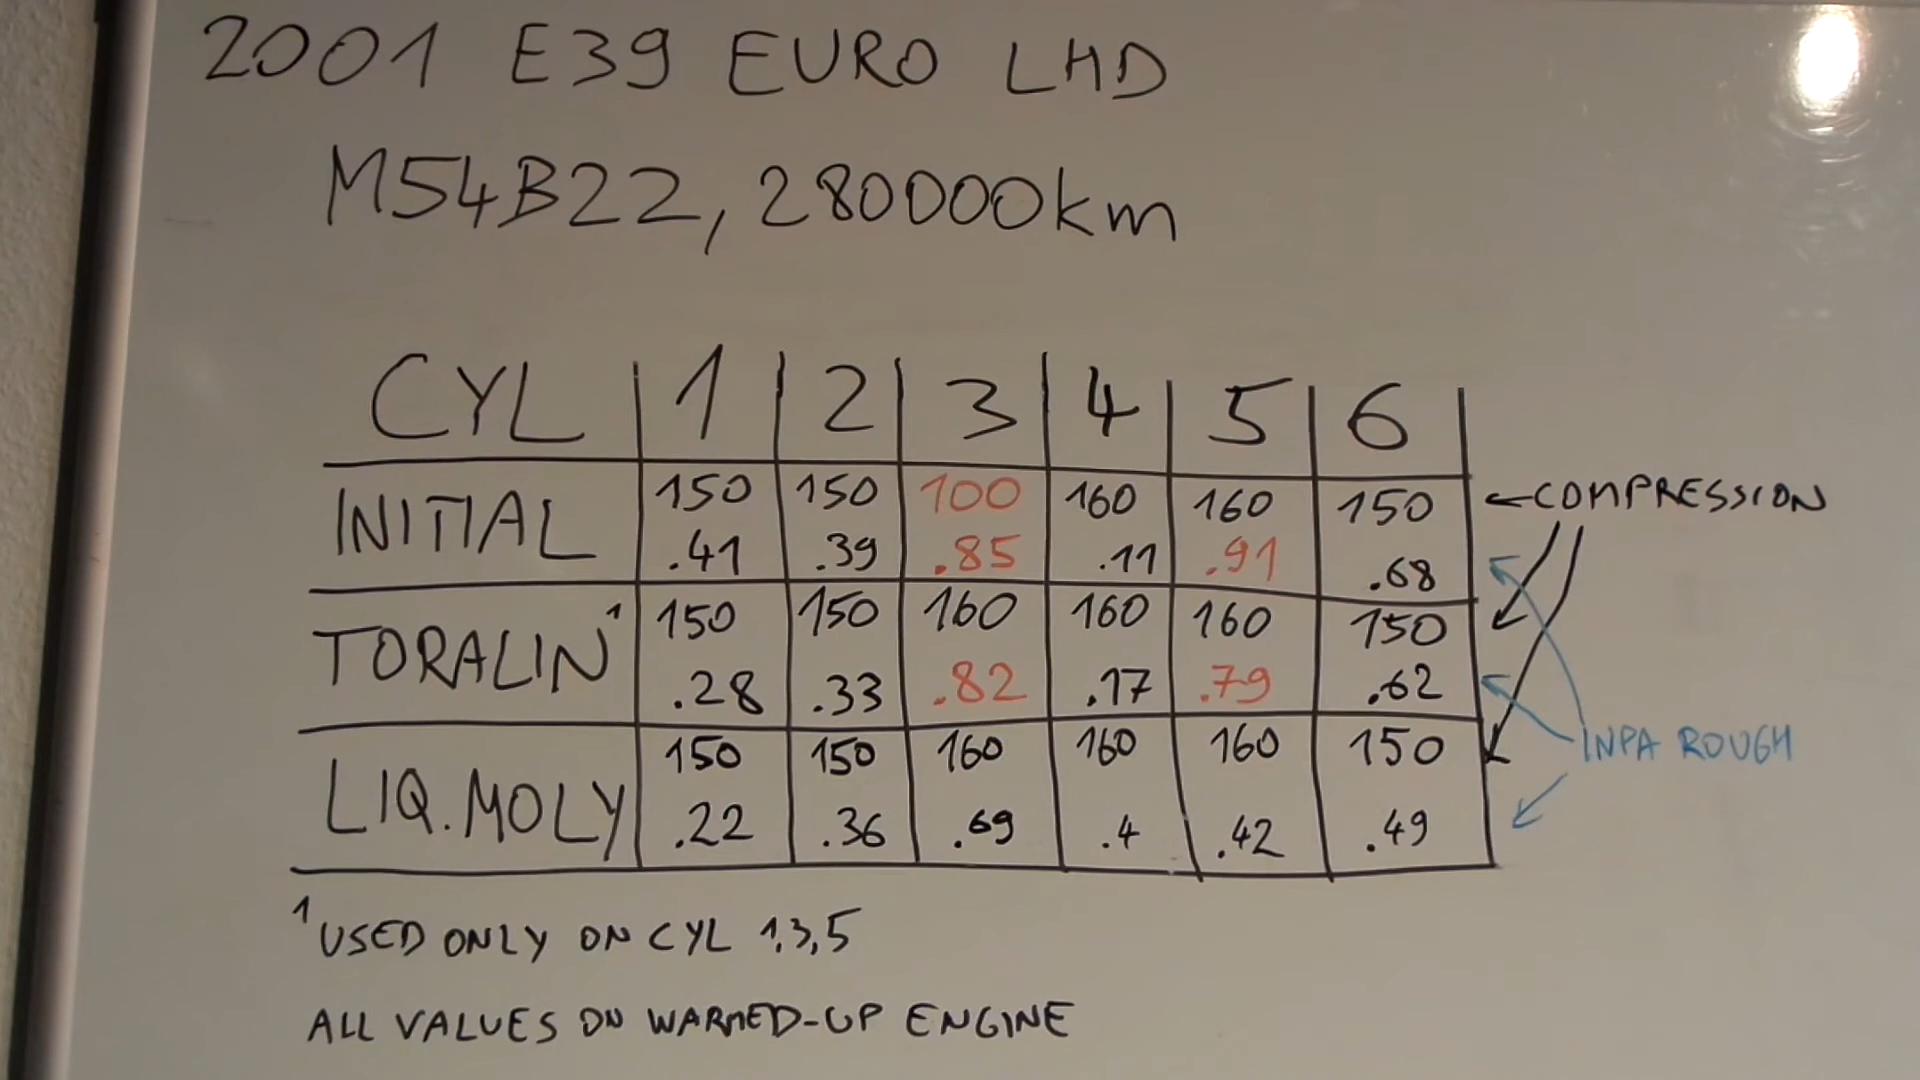 2001 E39 EURO LHD
M54B22, 280000km
CYL 1 2 3 4 5 6
INITIAL 150 150 100 160 160 150 ←COMPRESSION
.41 .39 .85 .11 .91 .68
TORALIN¹ 150 150 160 160 160 150
.28 .33 .82 .17 .79 .62
INPA ROUGH
LIQ.MOLY 150 150 160 160 160 150
.22 .36 .69 .4 .42 .49
¹USED ONLY ON CYL 1,3,5
ALL VALUES ON WARMED-UP ENGINE